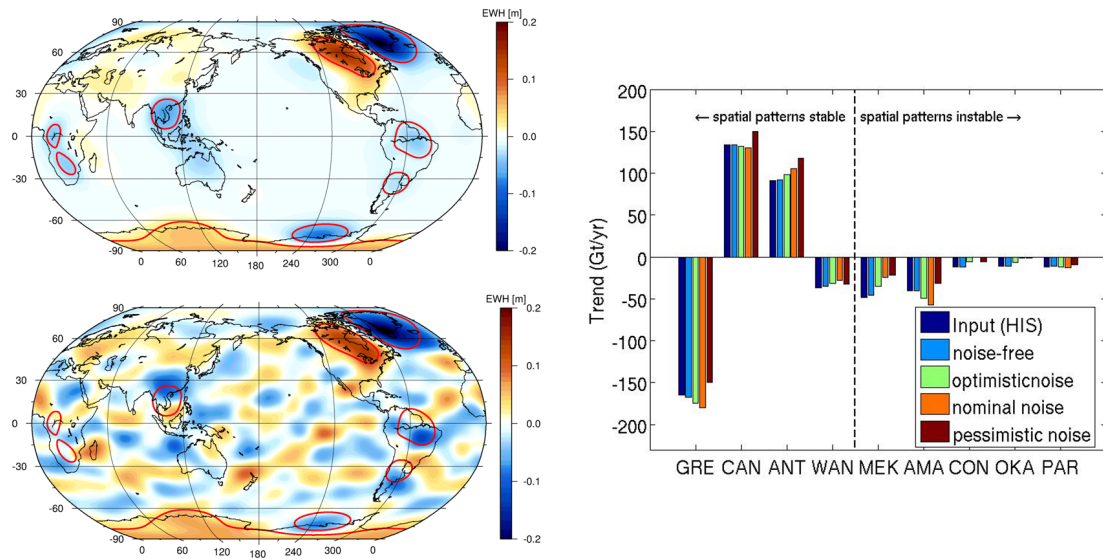 EWH [m]
90
0.2
60
0.1
30
0
0.0
-30
-0.1
-60
-90
-0.2
0 60 120 180 240 300 0
EWH [m]
90
0.2
60
0.1
30
0
0.0
-30
-0.1
-60
-90
-0.2
0 60 120 180 240 300 0
200
← spatial patterns stable spatial patterns instable →
150
100
50
0
-50
-100
-150
-200
Trend (Gt/yr)
Input (HIS)
noise-free
optimisticnoise
nominal noise
pessimistic noise
GRE CAN ANT WAN MEK AMA CON OKA PAR